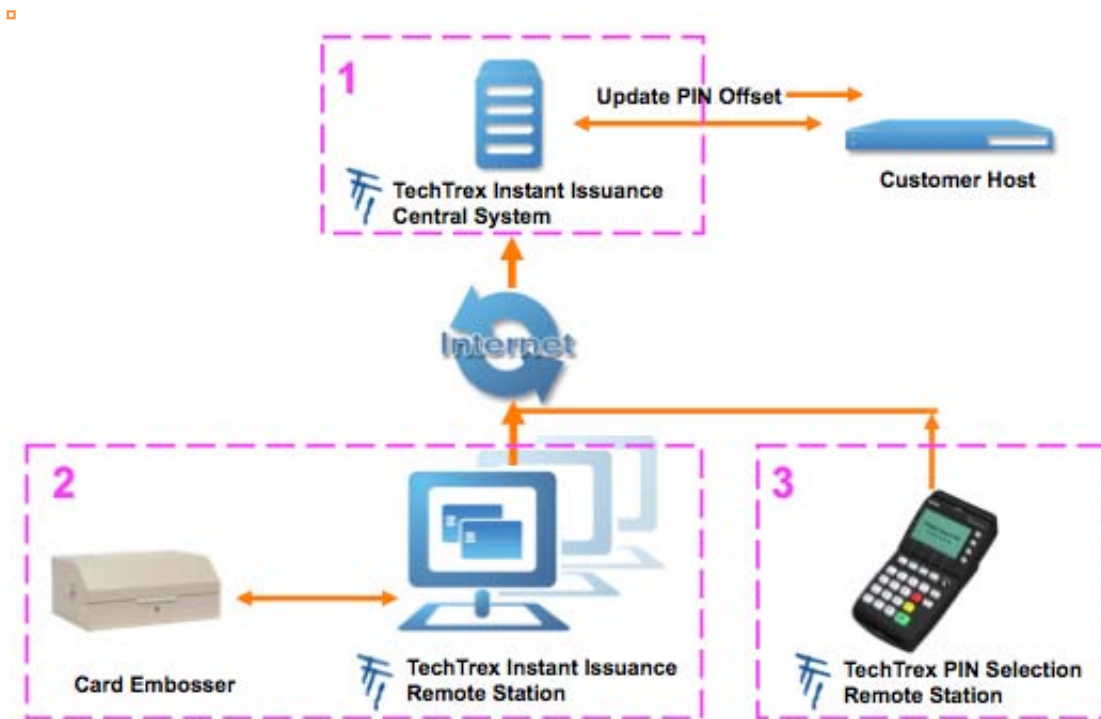 1
Update PIN Offset
TechTrex Instant Issuance
Central System
Customer Host
Internet
2
3
Card Embosser
TechTrex Instant Issuance
Remote Station
TechTrex PIN Selection
Remote Station